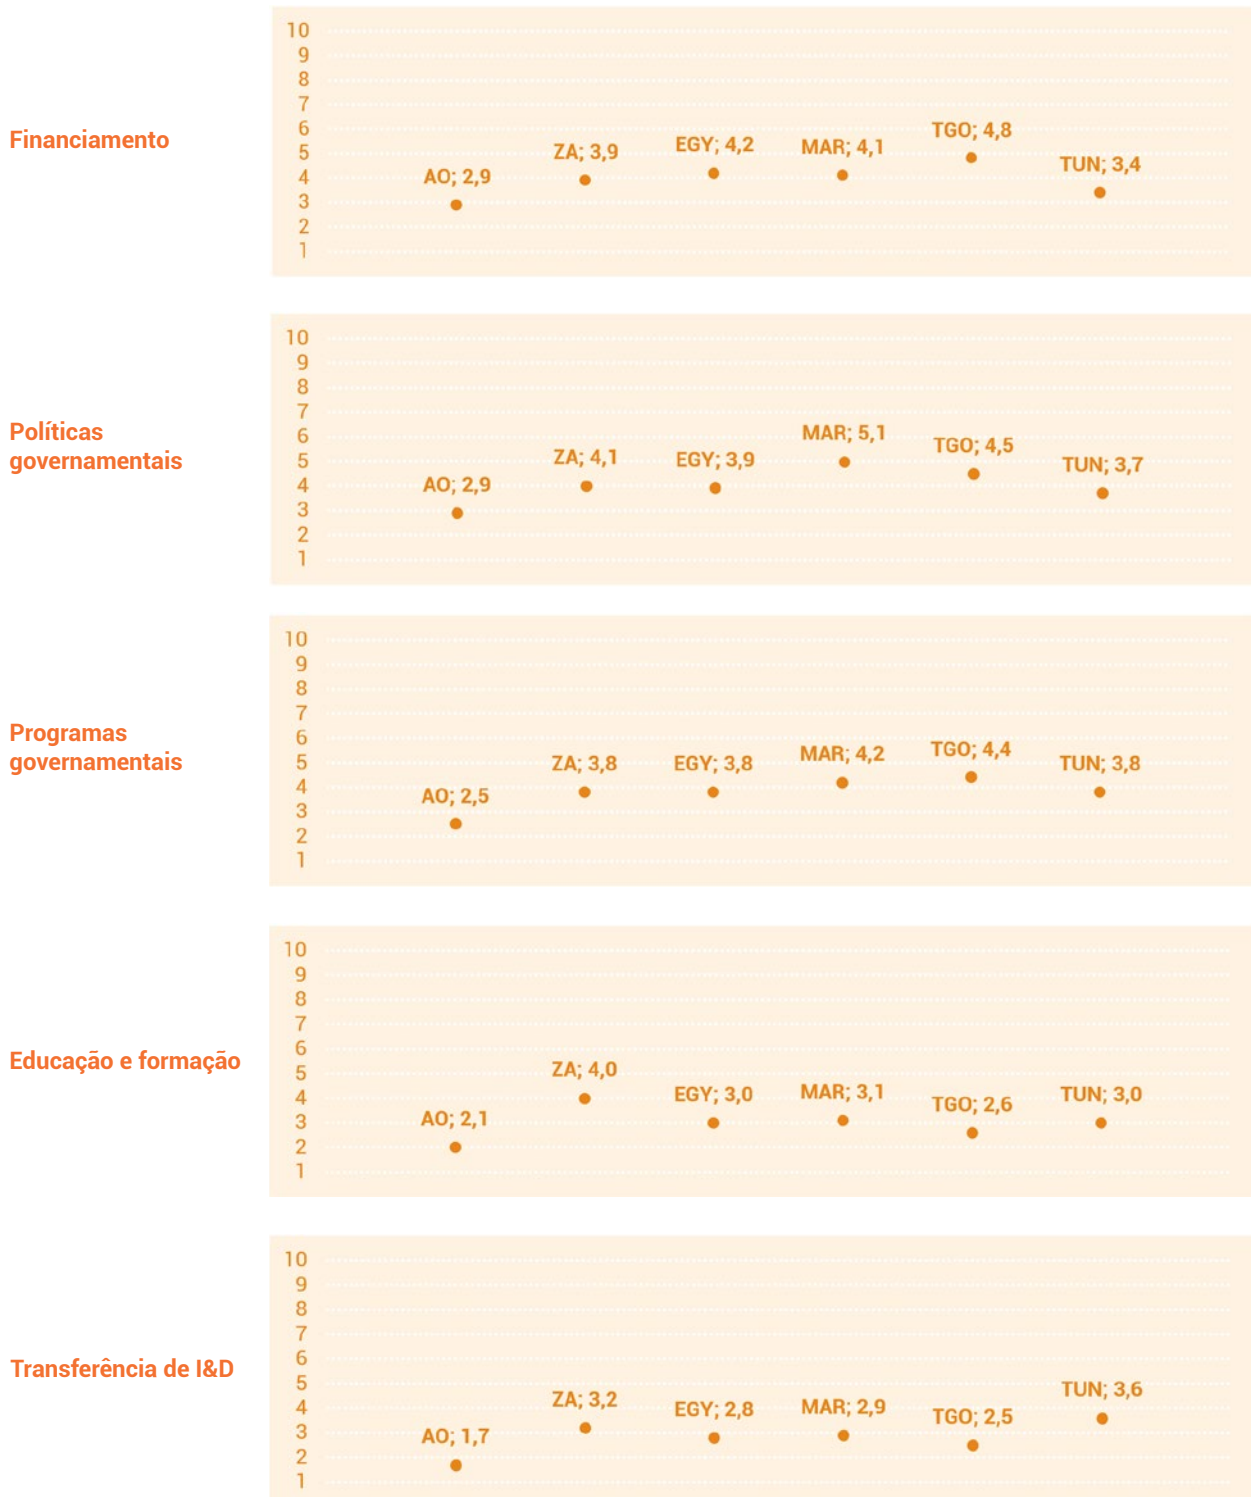 Financiamento
10
9
8
7
6
5
4
3
2
1
AO; 2,9
ZA; 3,9
EGY; 4,2
MAR; 4,1
TGO; 4,8
TUN; 3,4
Políticas
governamentais
10
9
8
7
6
5
4
3
2
1
AO; 2,9
ZA; 4,1
EGY; 3,9
MAR; 5,1
TGO; 4,5
TUN; 3,7
Programas
governamentais
10
9
8
7
6
5
4
3
2
1
AO; 2,5
ZA; 3,8
EGY; 3,8
MAR; 4,2
TGO; 4,4
TUN; 3,8
Educação e formação
10
9
8
7
6
5
4
3
2
1
AO; 2,1
ZA; 4,0
EGY; 3,0
MAR; 3,1
TGO; 2,6
TUN; 3,0
Transferência de I&D
10
9
8
7
6
5
4
3
2
1
AO; 1,7
ZA; 3,2
EGY; 2,8
MAR; 2,9
TGO; 2,5
TUN; 3,6